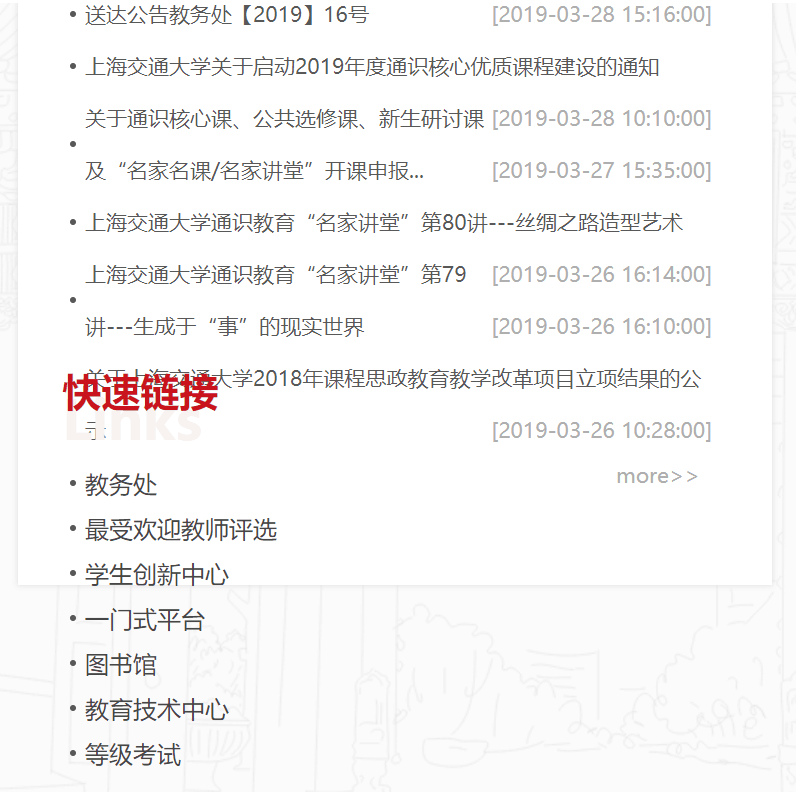 送达公告教务处【2019】16号 [2019-03-28 15:16:00]
上海交通大学关于启动2019年度通识核心优质课程建设的通知
关于通识核心课、公共选修课、新生研讨课 [2019-03-28 10:10:00]
及“名家名课/名家讲堂”开课申报... [2019-03-27 15:35:00]
上海交通大学通识教育“名家讲堂”第80讲---丝绸之路造型艺术
上海交通大学通识教育“名家讲堂”第79 [2019-03-26 16:14:00]
讲---生成于“事”的现实世界 [2019-03-26 16:10:00]
关于上海交通大学2018年课程思政教育教学改革项目立项结果的公
示 [2019-03-26 10:28:00]
快速链接
Links
more>>
教务处
最受欢迎教师评选
学生创新中心
一门式平台
图书馆
教育技术中心
等级考试